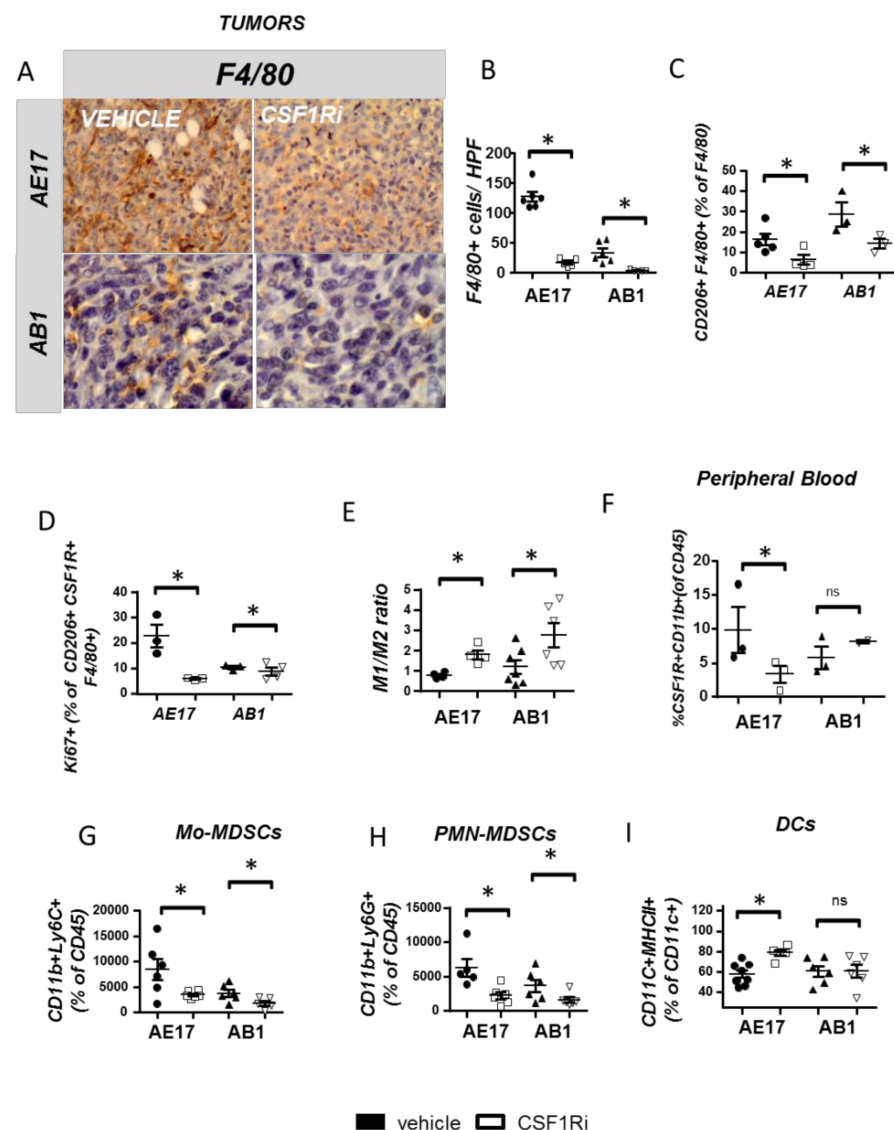 TUMORS
A
F4/80
VEHICLE
CSF1Ri
AE17
AB1
B
F4/80+ cells/ HPF
200
150
100
50
0
*
*
AE17
AB1
C
CD206+ F4/80+ (% of F4/80)
50
40
30
20
10
0
*
*
AE17
AB1
D
Ki67+ (% of CD206+ CSF1R+
F4/80+)
40
30
20
10
0
*
*
AE17
AB1
E
M1/M2 ratio
5
4
3
2
1
0
*
*
AE17
AB1
Peripheral Blood
F
%CSF1R+CD11b+(of CD45)
20
15
10
5
0
*
ns
AE17
AB1
G
Mo-MDSCs
CD11b+Ly6C+
(% of CD45)
20000
15000
10000
5000
0
*
*
AE17
AB1
H
PMN-MDSCs
CD11b+Ly6G+
(% of CD45)
15000
10000
5000
0
*
*
AE17
AB1
I
DCs
CD11C+MHCII+
(% of CD11c+)
100
80
60
40
*
ns
AE17
AB1
vehicle
CSF1Ri